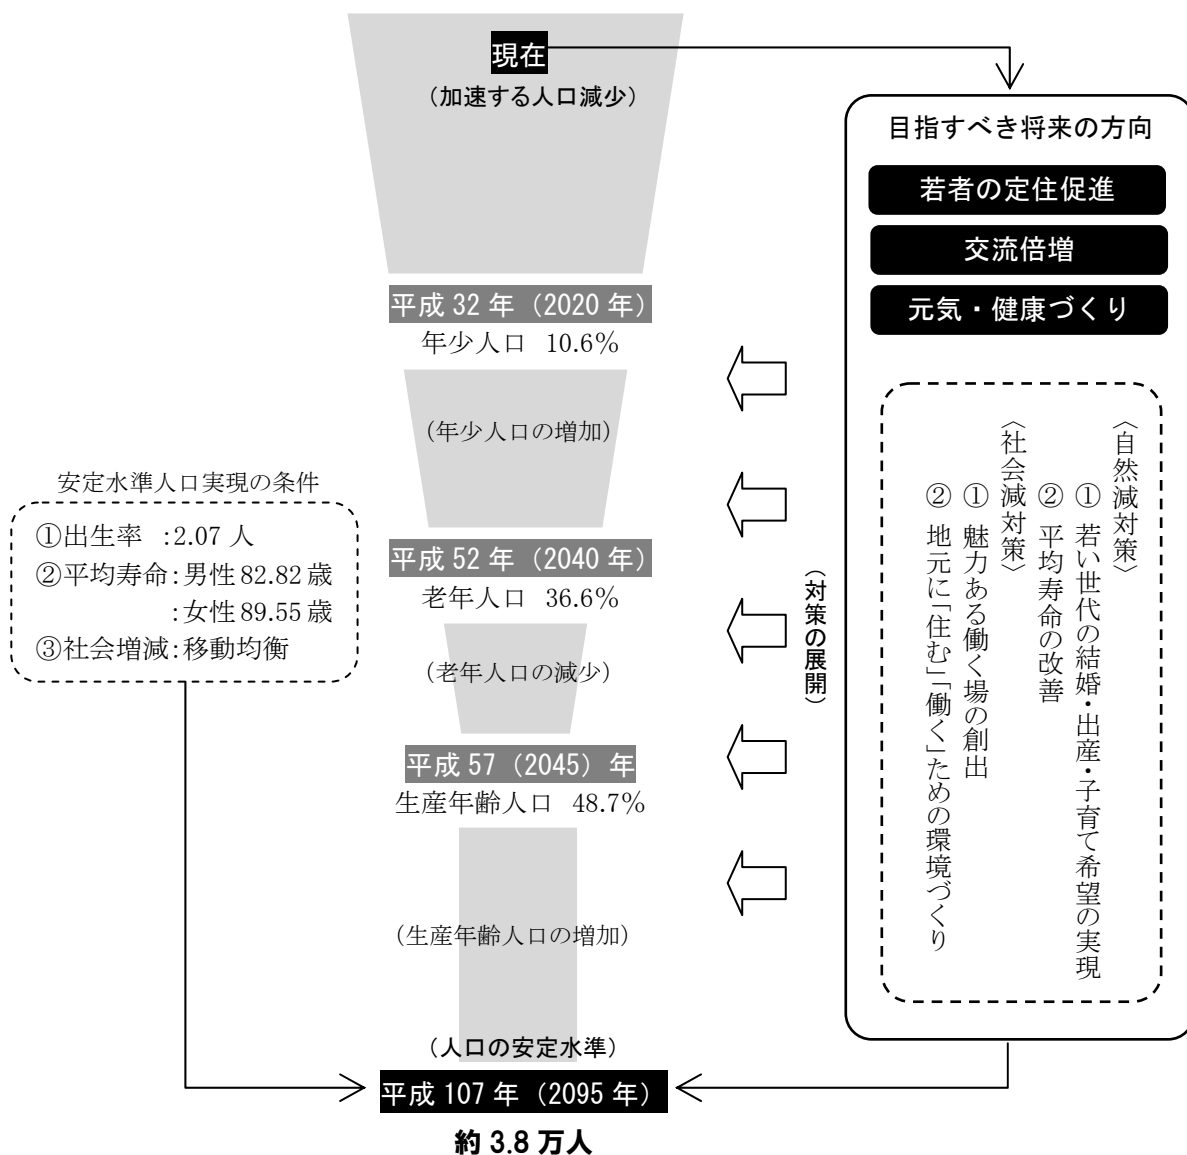 現在
（加速する人口減少）
平成 32 年（2020 年）
年少人口 10.6％
（年少人口の増加）
平成 52 年（2040 年）
老年人口 36.6％
（老年人口の減少）
平成 57（2045）年
生産年齢人口 48.7％
（生産年齢人口の増加）
（人口の安定水準）
平成 107 年（2095 年）
約 3.8 万人
安定水準人口実現の条件
①出生率 ：2.07 人
②平均寿命：男性 82.82 歳
：女性 89.55 歳
③社会増減：移動均衡
目指すべき将来の方向
若者の定住促進
交流倍増
元気・健康づくり
〈自然減対策〉
① 若い世代の結婚・出産・子育て希望の実現
② 平均寿命の改善
〈社会減対策〉
① 魅力ある働く場の創出
② 地元に「住む」「働く」ための環境づくり
（対策の展開）